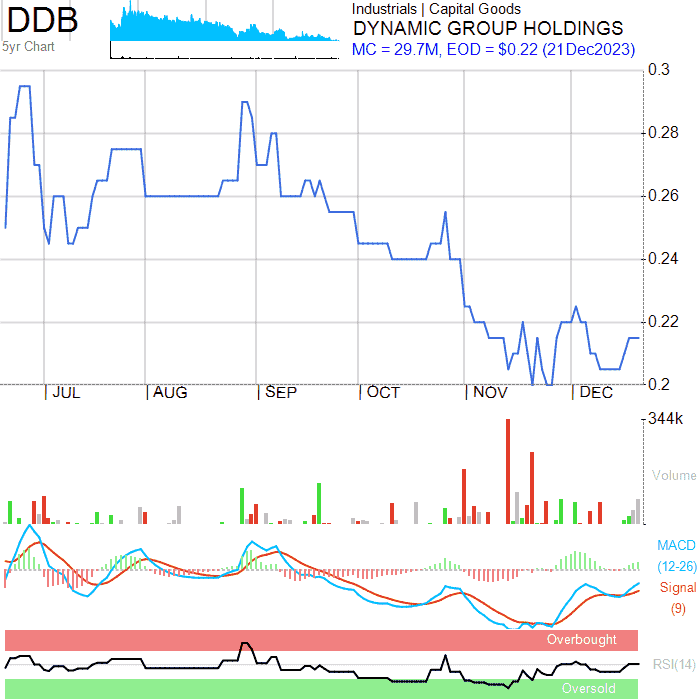 DDB
5yr Chart
Industrials | Capital Goods
DYNAMIC GROUP HOLDINGS
MC = 29.7M, EOD = $0.22 (21Dec2023)
0.3
0.28
0.26
0.24
0.22
0.2
| JUL | AUG | SEP | OCT | NOV | DEC
344k
Volume
MACD
(12-26)
Signal
(9)
Overbought
RSI(14)
Oversold